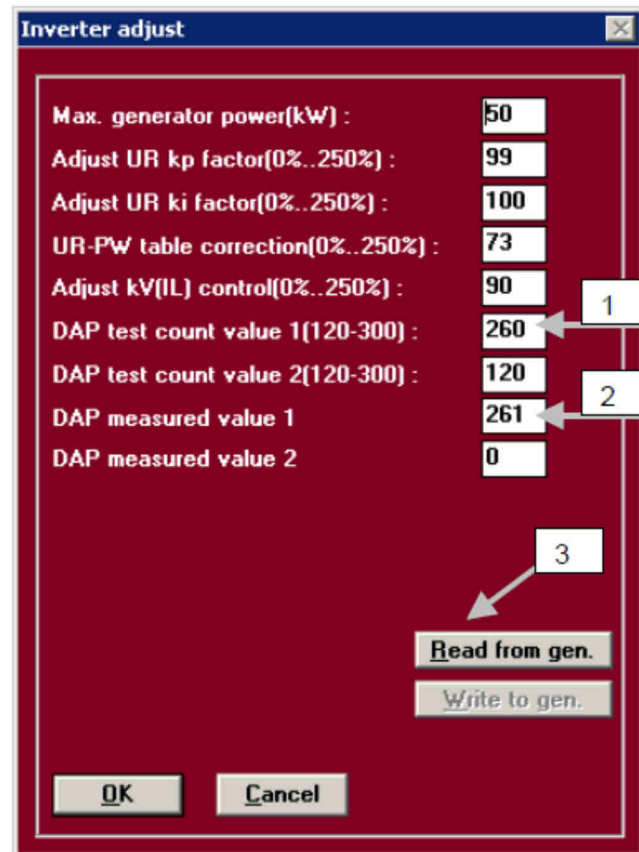 Inverter adjust
Max. generator power(kW) : 50
Adjust UR kp factor(0%..250%) : 99
Adjust UR ki factor(0%..250%) : 100
UR-PW table correction(0%..250%) : 73
Adjust kV(IL) control(0%..250%) : 90
1
DAP test count value 1(120-300) : 260
DAP test count value 2(120-300) : 120
2
DAP measured value 1 261
DAP measured value 2 0
3
Read from gen.
Write to gen.
OK Cancel